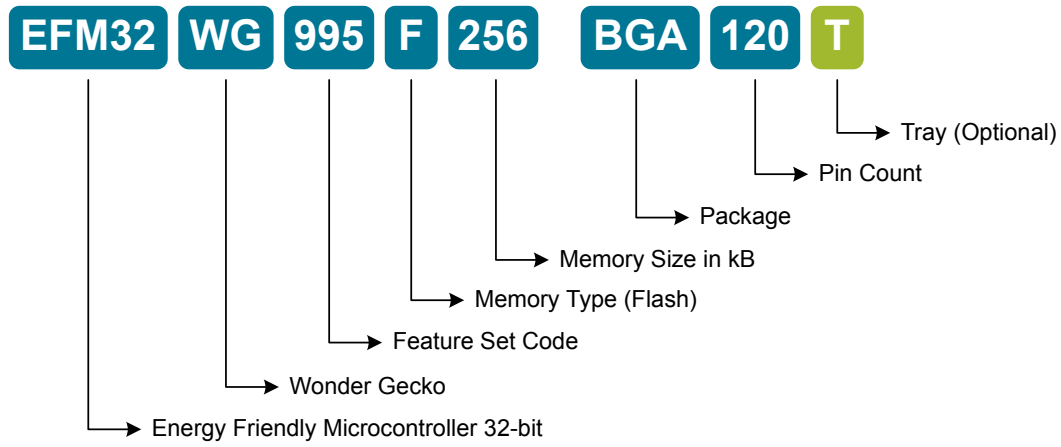 EFM32 WG 995 F 256 BGA 120 T
Tray (Optional)
Pin Count
Package
Memory Size in kB
Memory Type (Flash)
Feature Set Code
Wonder Gecko
Energy Friendly Microcontroller 32-bit